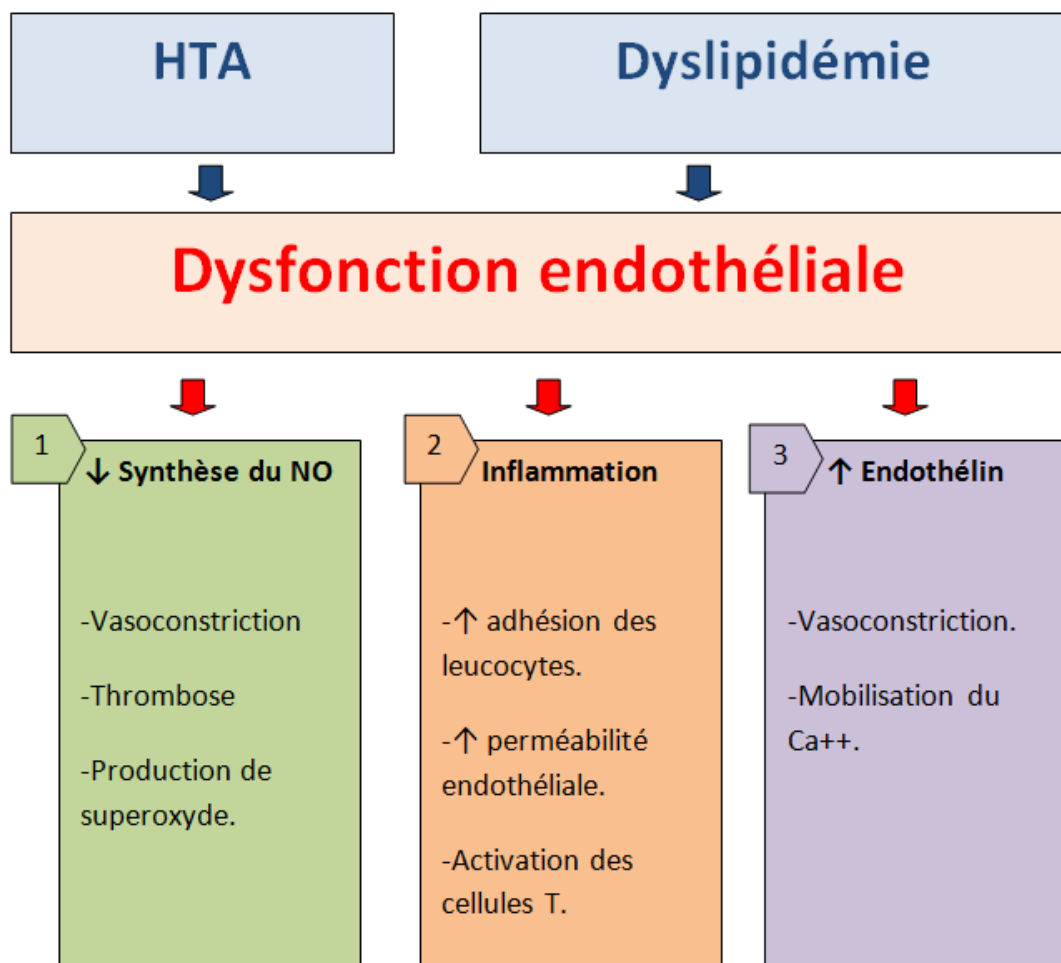 HTA
Dyslipidémie
Dysfonction endothéliale
1
↓ Synthèse du NO
-Vasoconstriction
-Thrombose
-Production de
superoxyde.
2
Inflammation
-↑ adhésion des
leucocytes.
-↑ perméabilité
endothéliale.
-Activation des
cellules T.
3
↑ Endothélin
-Vasoconstriction.
-Mobilisation du
Ca++.